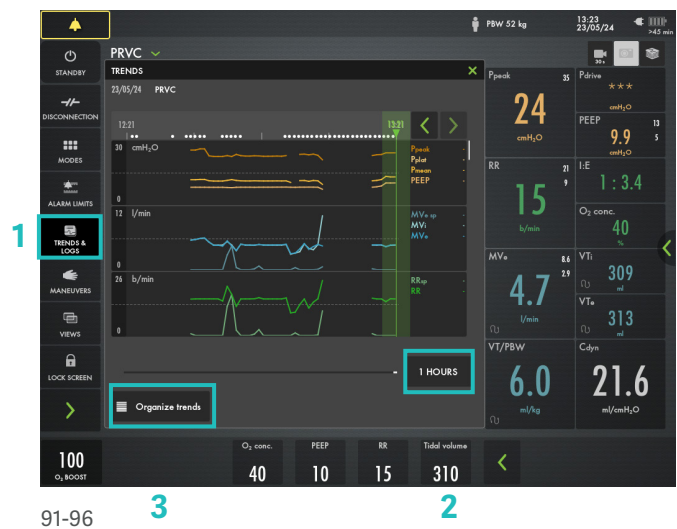 PBW 52 kg
13:23
23/05/24
>45 min
STANDBY
DISCONNECTION
MODES
ALARM LIMITS
1
TRENDS &
LOGS
MANEUVERS
VIEWS
LOCK SCREEN
100
O₂ BOOST
PRVC
30 s
TRENDS
23/05/24 PRVC
12:21
13:21
30 cmH₂O
0
Ppeak -
Pplat -
Pmean -
PEEP -
12 l/min
0
MVe sp -
MVi -
MVe -
26 b/min
0
RRsp -
RR -
1 HOURS
Organize trends
Ppeak 35
24
cmH₂O
Pdrive
***
cmH₂O
PEEP 13
9.9 5
cmH₂O
RR 21
9
15
b/min
I:E
1 : 3.4
O₂ conc.
40
%
MVe 8.6
2.9
4.7
l/min
VTi
309
ml
VTe
313
ml
VT/PBW
6.0
ml/kg
Cdyn
21.6
ml/cmH₂O
O₂ conc. PEEP RR Tidal volume
40 10 15 310
3 2
91-96